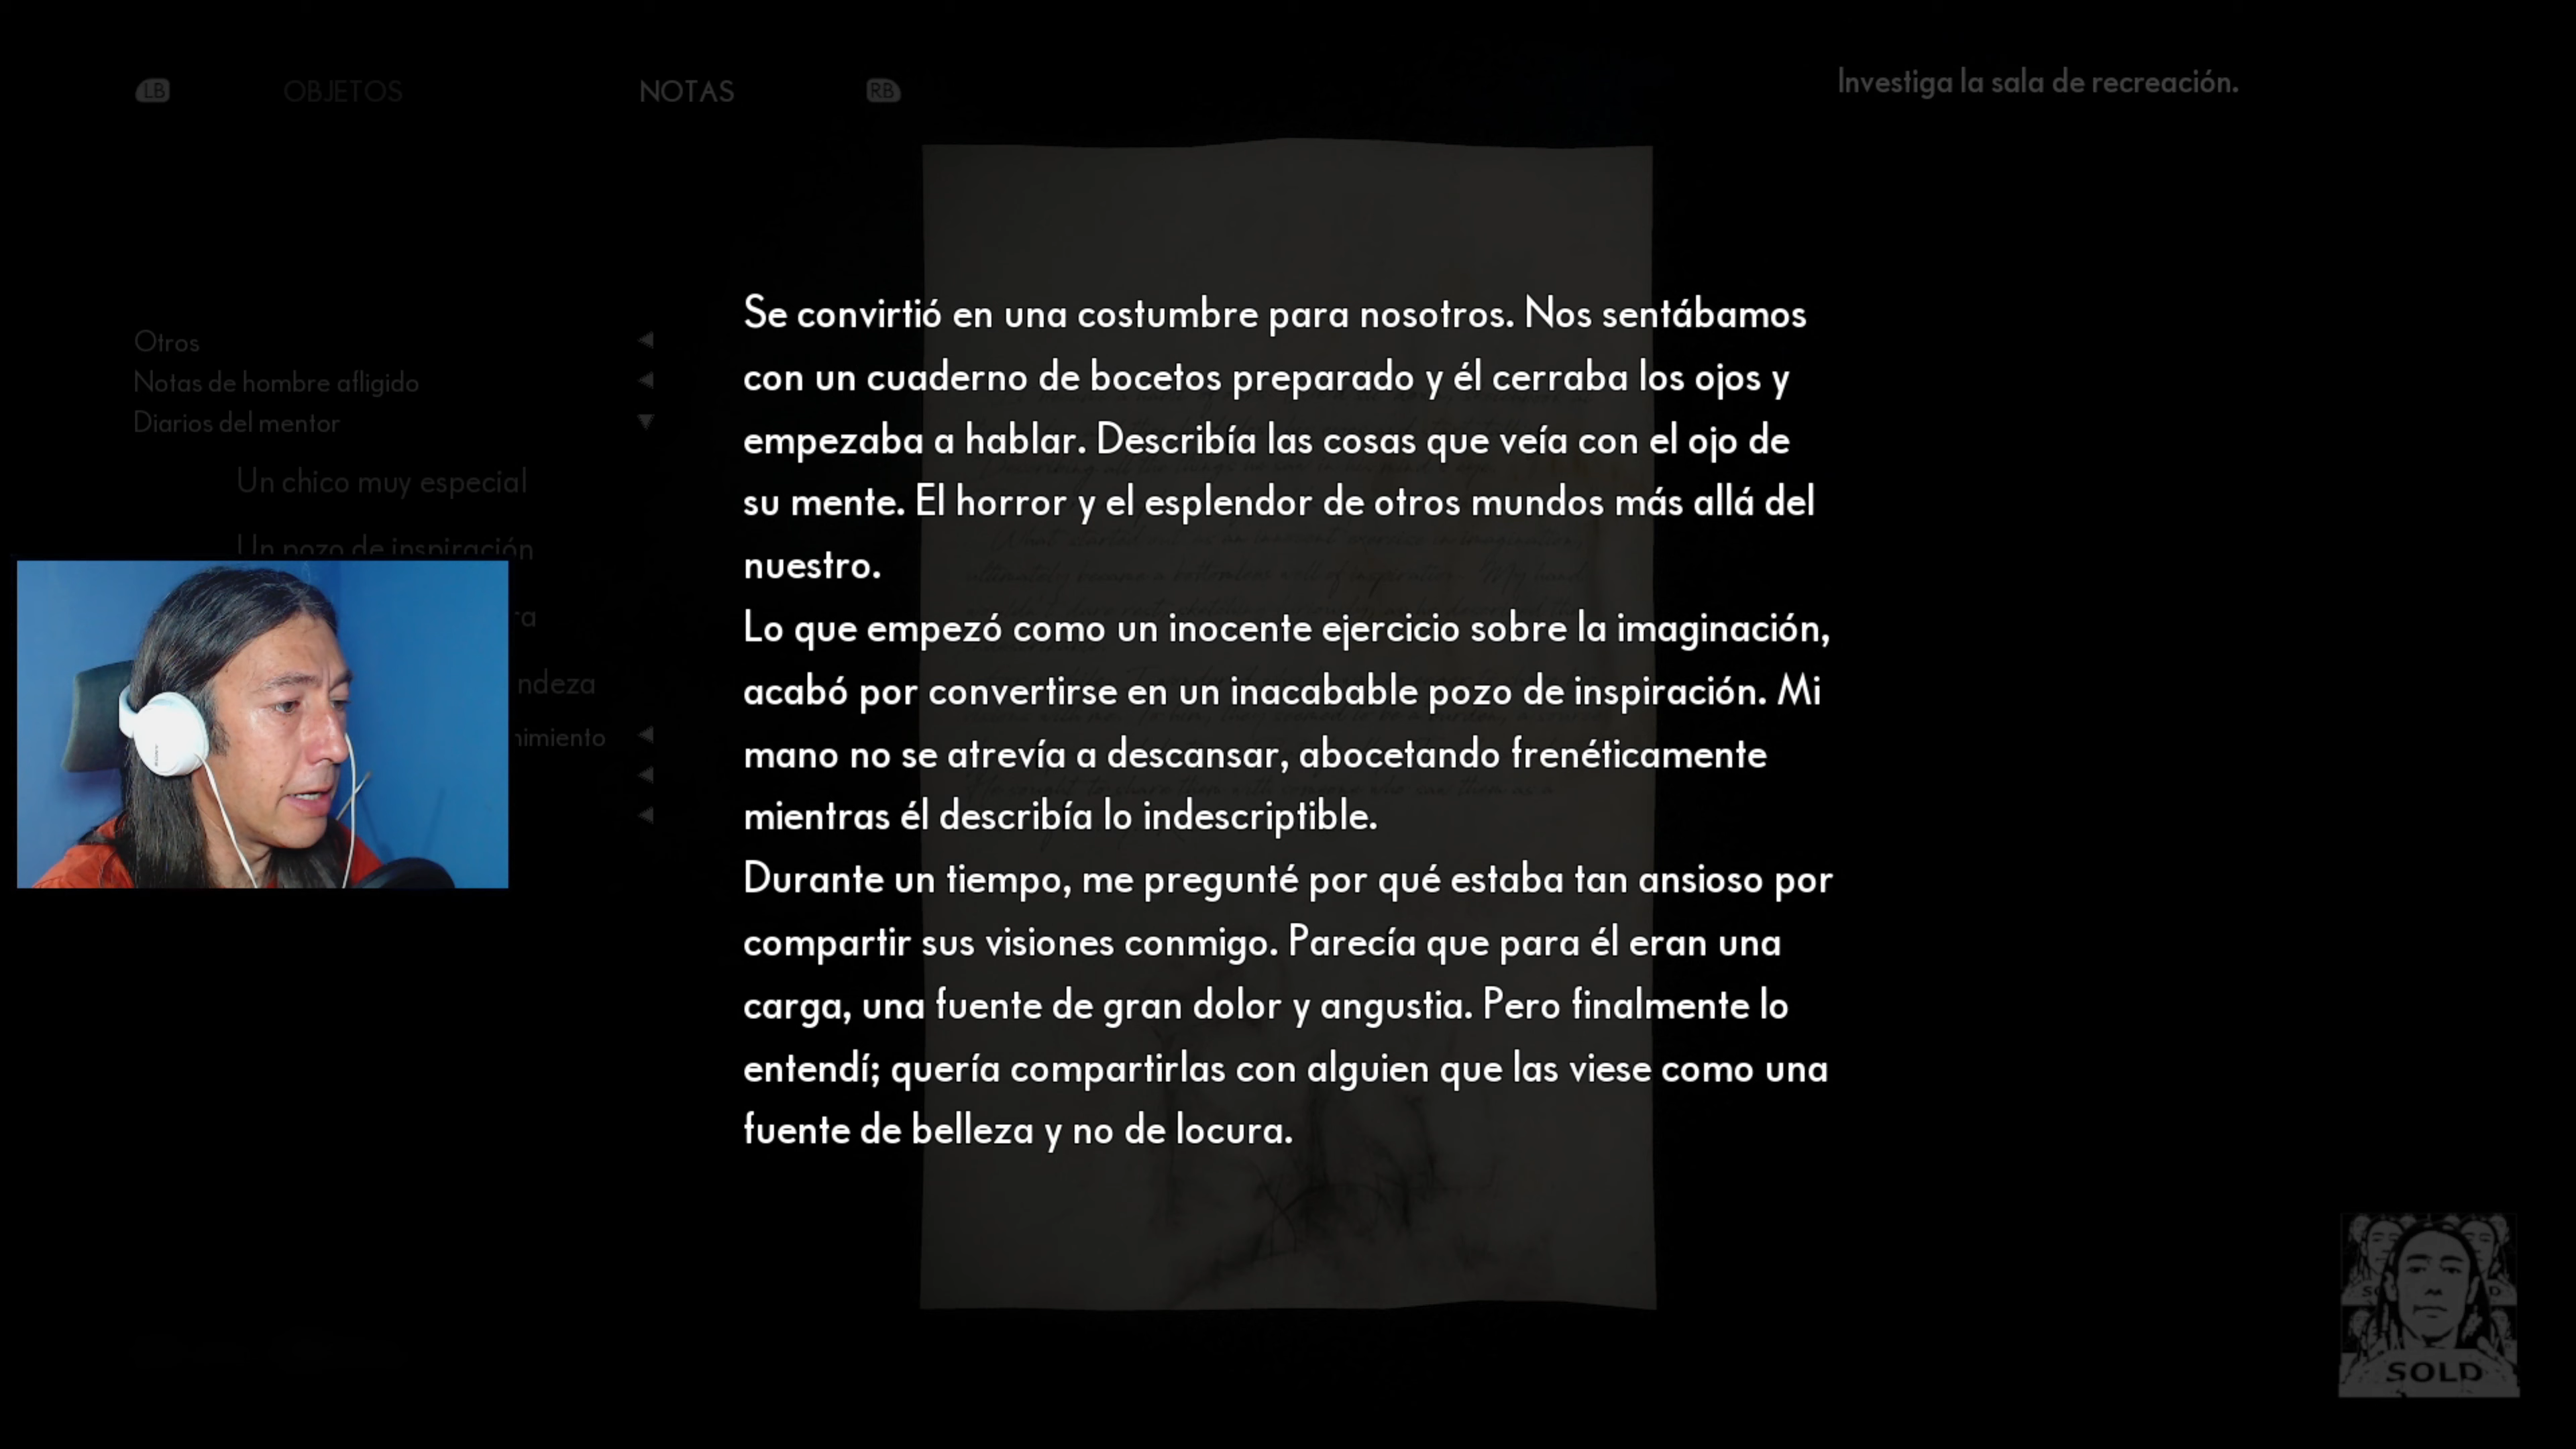 LB
OBJETOS
NOTAS
RB
Investiga la sala de recreación.
Otros
Notas de hombre afligido
Diarios del mentor
Un chico muy especial
Un pozo de inspiración
ra
ndeza
nimiento
Se convirtió en una costumbre para nosotros. Nos sentábamos
con un cuaderno de bocetos preparado y él cerraba los ojos y
empezaba a hablar. Describía las cosas que veía con el ojo de
su mente. El horror y el esplendor de otros mundos más allá del
nuestro.
Lo que empezó como un inocente ejercicio sobre la imaginación,
acabó por convertirse en un inacabable pozo de inspiración. Mi
mano no se atrevía a descansar, abocetando frenéticamente
mientras él describía lo indescriptible.
Durante un tiempo, me pregunté por qué estaba tan ansioso por
compartir sus visiones conmigo. Parecía que para él eran una
carga, una fuente de gran dolor y angustia. Pero finalmente lo
entendí; quería compartirlas con alguien que las viese como una
fuente de belleza y no de locura.
SOLD